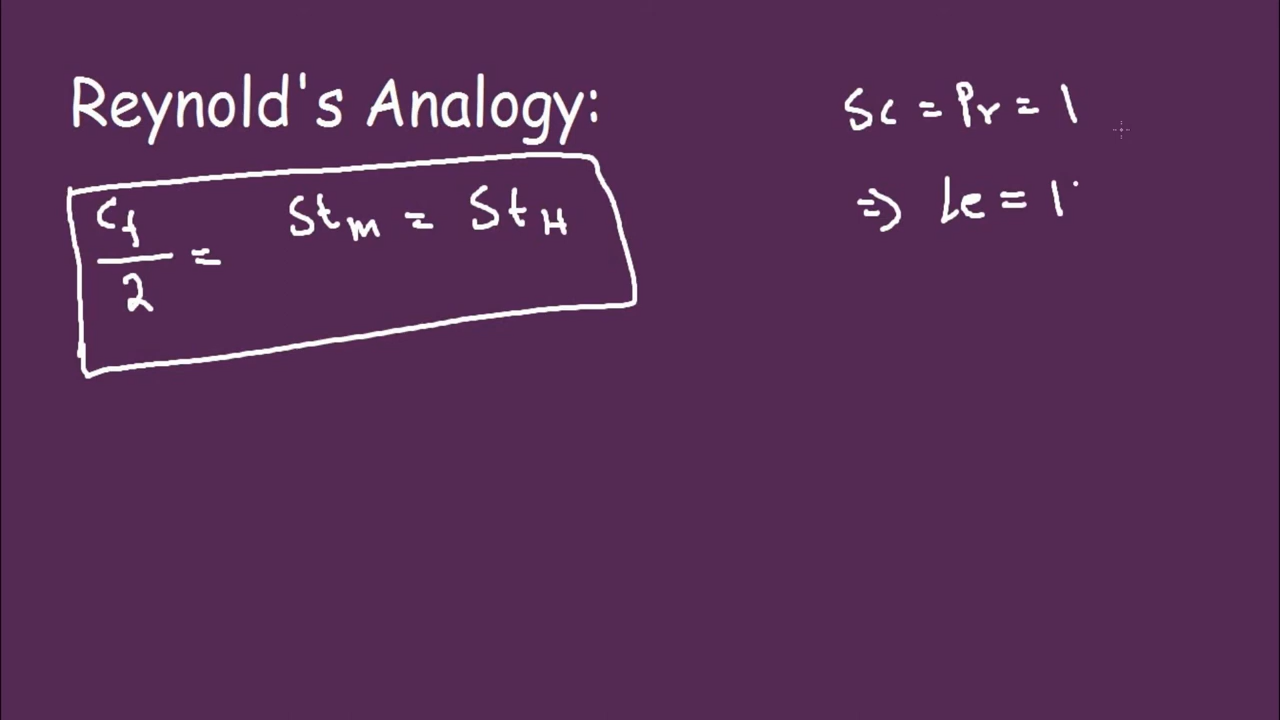 Reynold's Analogy:
Cf/2 = Stm = StH
Sc = Pr = 1
⇒ Le = 1